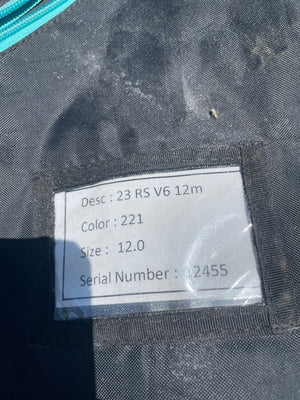 Desc : 23 RS V6 12m
Color : 221
Size : 12.0
Serial Number : 2455